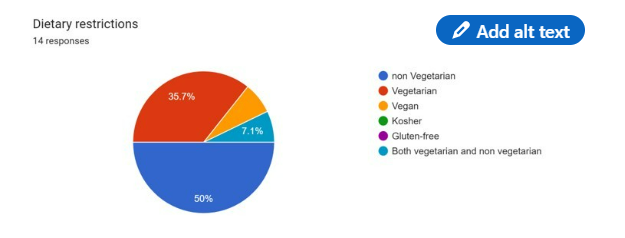 Dietary restrictions
14 responses
Add alt text
35.7%
7.1%
50%
non Vegetarian
Vegetarian
Vegan
Kosher
Gluten-free
Both vegetarian and non vegetarian